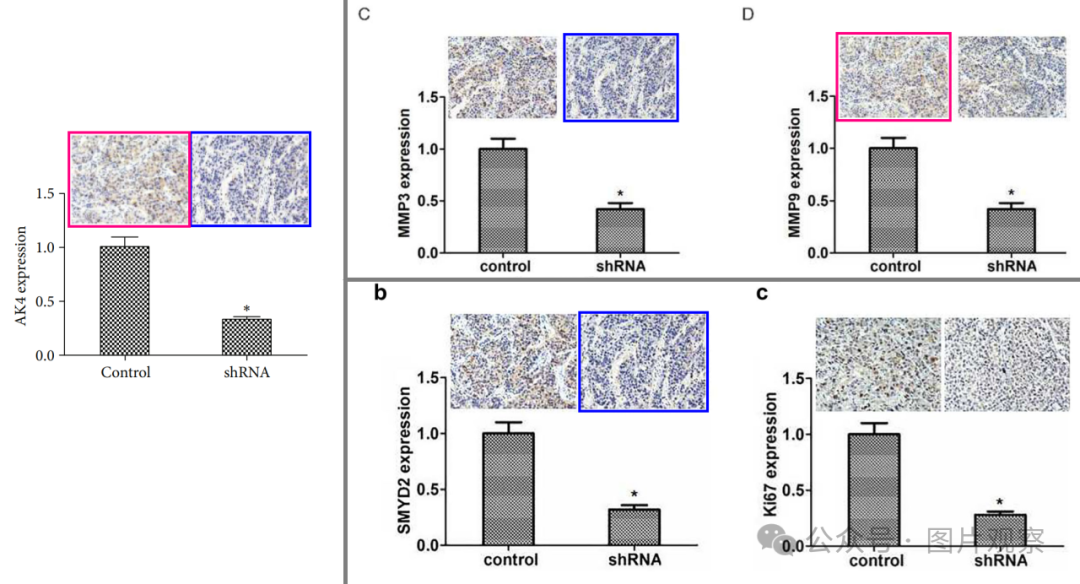 AK4 expression
1.5
1.0
0.5
0.0
*
Control
shRNA
C
MMP3 expression
1.5
1.0
0.5
0.0
*
control
shRNA
D
MMP9 expression
1.5
1.0
0.5
0.0
*
control
shRNA
b
SMYD2 expression
1.5
1.0
0.5
0.0
*
control
shRNA
c
Ki67 expression
1.5
1.0
0.5
0.0
*
control
shRNA
公众号 · 图片观察